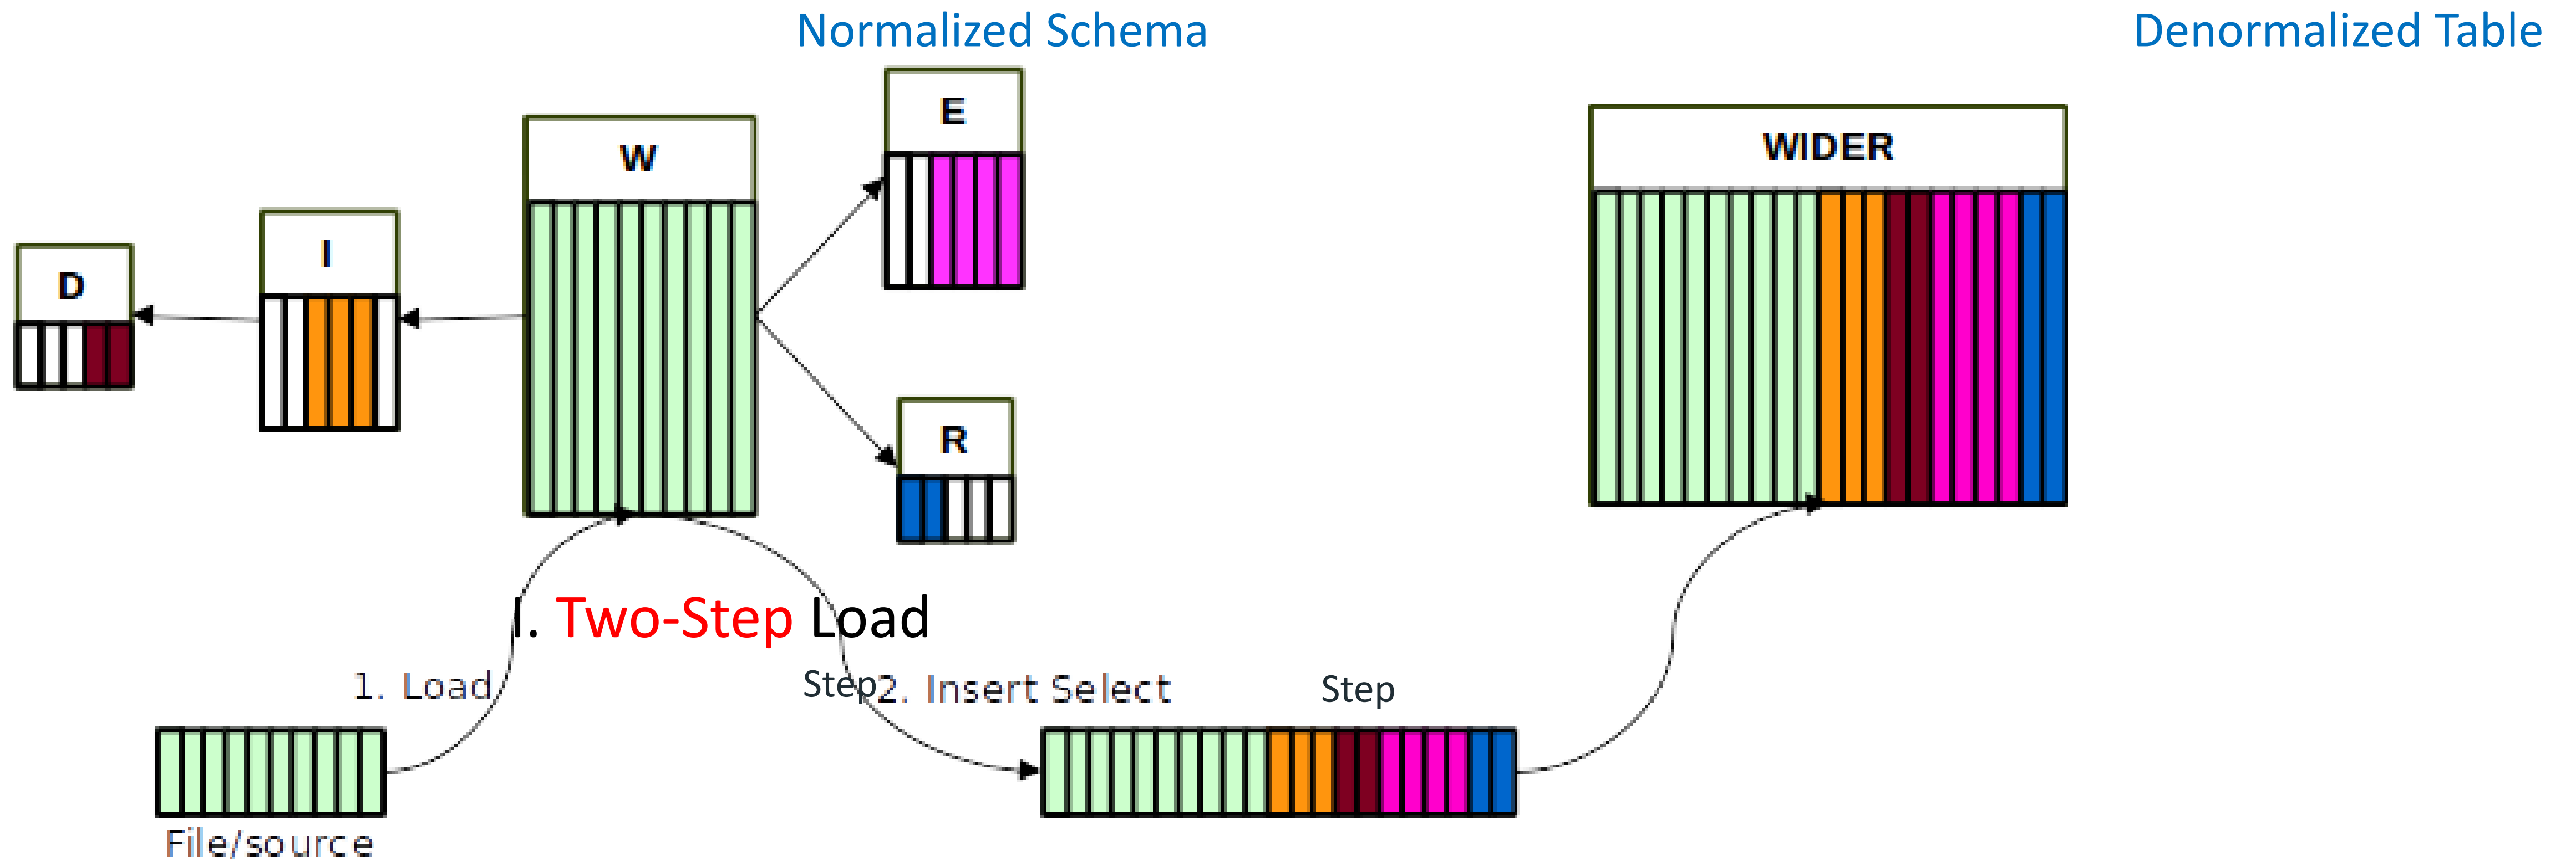 Normalized Schema
Denormalized Table
E
W
WIDER
I
D
R
I. Two-Step Load
1. Load
Step
2. Insert Select
Step
File/source